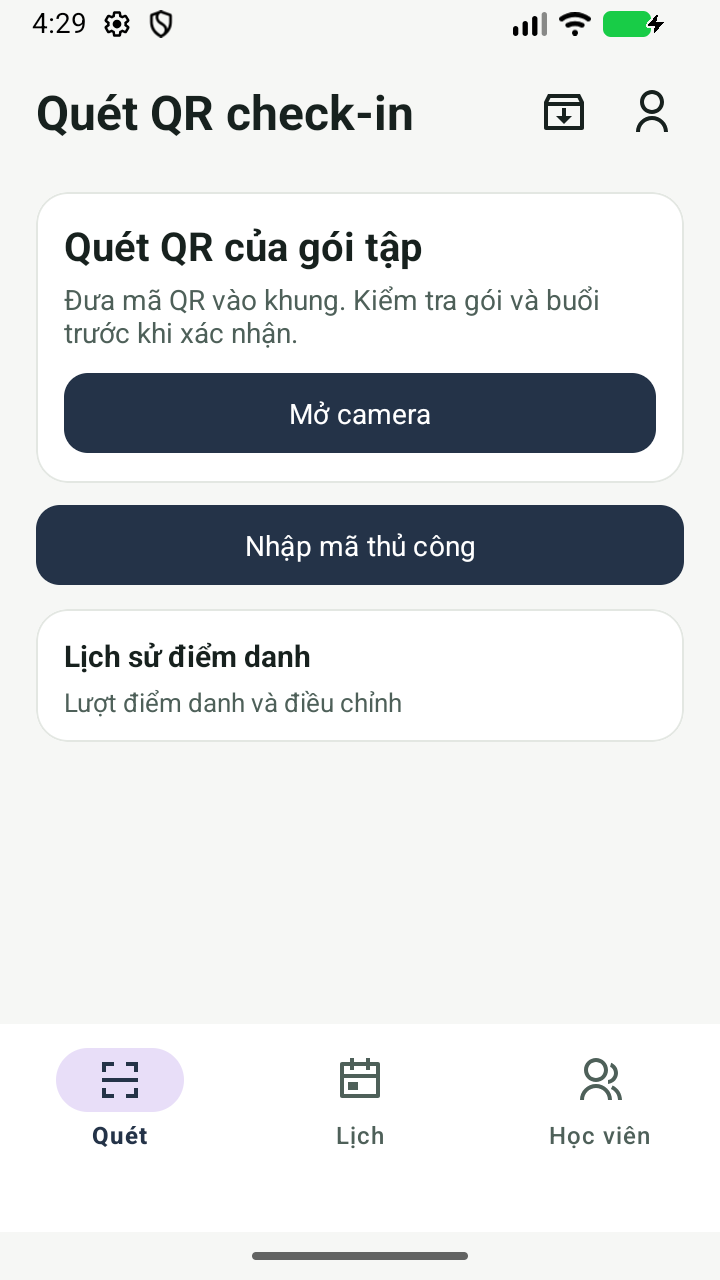 4:29
Quét QR check-in
Quét QR của gói tập
Đưa mã QR vào khung. Kiểm tra gói và buổi
trước khi xác nhận.
Mở camera
Nhập mã thủ công
Lịch sử điểm danh
Lượt điểm danh và điều chỉnh
Quét
Lịch
Học viên